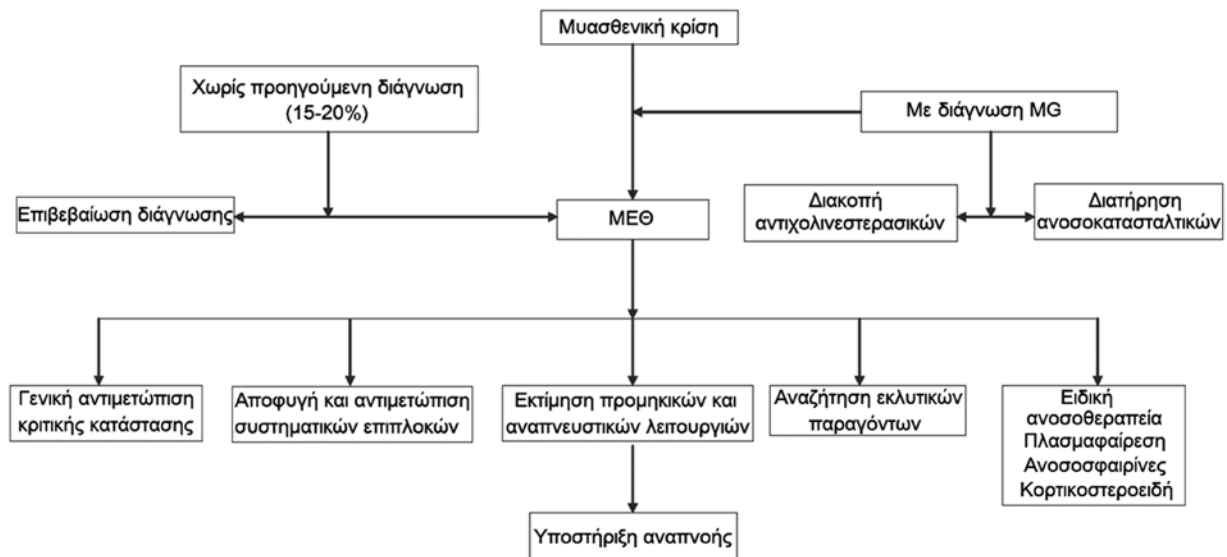 Μυασθενική κρίση
Χωρίς προηγούμενη διάγνωση
(15-20%)
Με διάγνωση MG
Επιβεβαίωση διάγνωσης
ΜΕΘ
Διακοπή
αντιχολινεστερασικών
Διατήρηση
ανοσοκατασταλτικών
Γενική αντιμετώπιση
κριτικής κατάστασης
Αποφυγή και αντιμετώπιση
συστηματικών επιπλοκών
Εκτίμηση προμηκικών και
αναπνευστικών λειτουργιών
Αναζήτηση εκλυτικών
παραγόντων
Ειδική
ανοσοθεραπεία
Πλασμαφαίρεση
Ανοσοσφαιρίνες
Κορτικοστεροειδή
Υποστήριξη αναπνοής